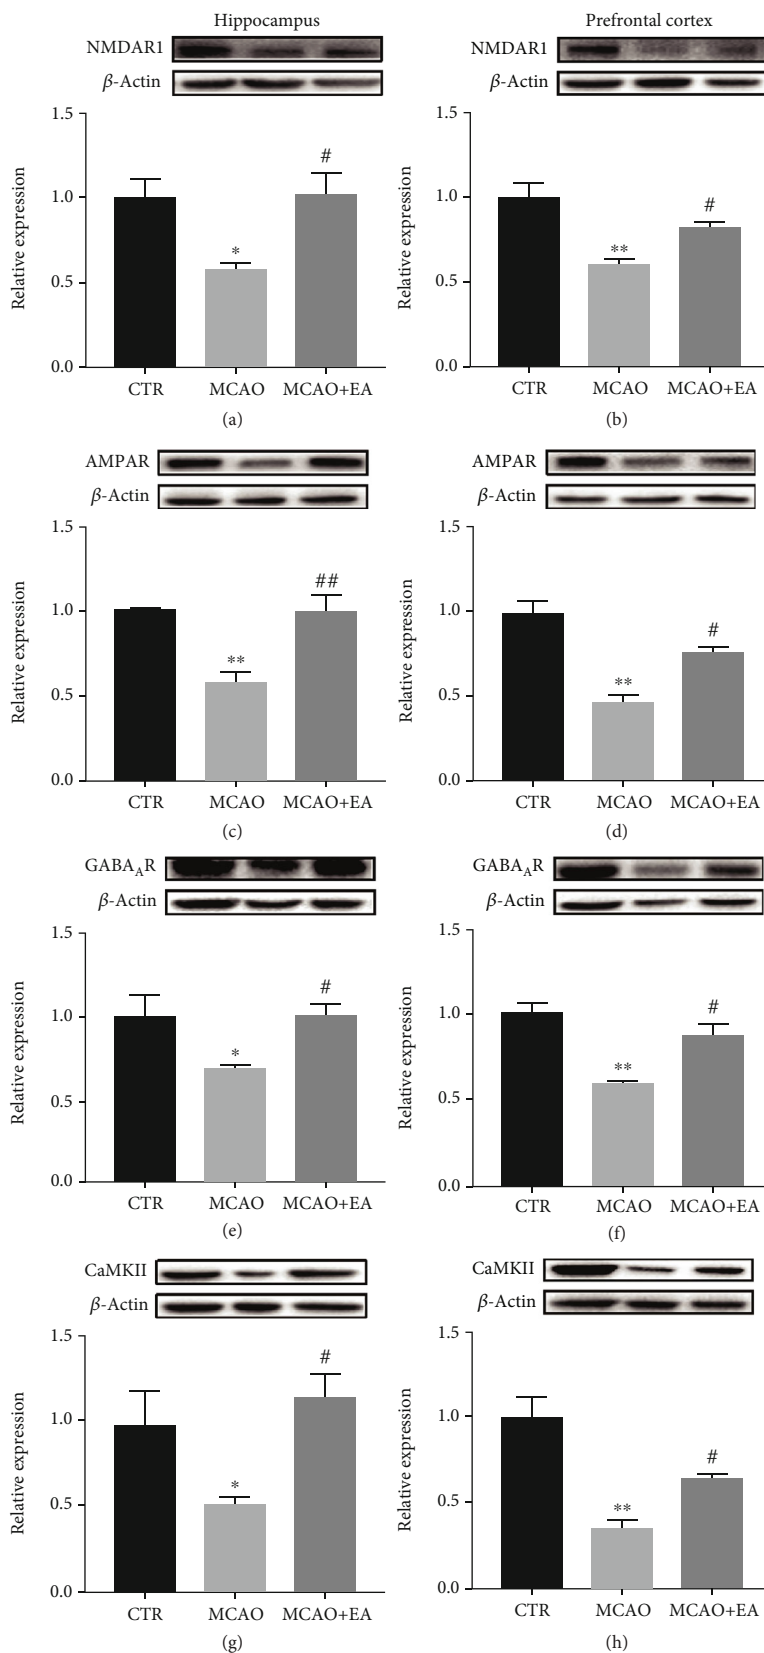 Hippocampus
NMDAR1
β-Actin
Relative expression
1.5
1.0
0.5
0.0
*
#
CTR MCAO MCAO+EA
(a)
Prefrontal cortex
NMDAR1
β-Actin
Relative expression
1.5
1.0
0.5
0.0
**
#
CTR MCAO MCAO+EA
(b)
AMPAR
β-Actin
Relative expression
1.5
1.0
0.5
0.0
**
##
CTR MCAO MCAO+EA
(c)
AMPAR
β-Actin
Relative expression
1.5
1.0
0.5
0.0
**
#
CTR MCAO MCAO+EA
(d)
GABA_AR
β-Actin
Relative expression
1.5
1.0
0.5
0.0
*
#
CTR MCAO MCAO+EA
(e)
GABA_AR
β-Actin
Relative expression
1.5
1.0
0.5
0.0
**
#
CTR MCAO MCAO+EA
(f)
CaMKII
β-Actin
Relative expression
1.5
1.0
0.5
0.0
*
#
CTR MCAO MCAO+EA
(g)
CaMKII
β-Actin
Relative expression
1.5
1.0
0.5
0.0
**
#
CTR MCAO MCAO+EA
(h)